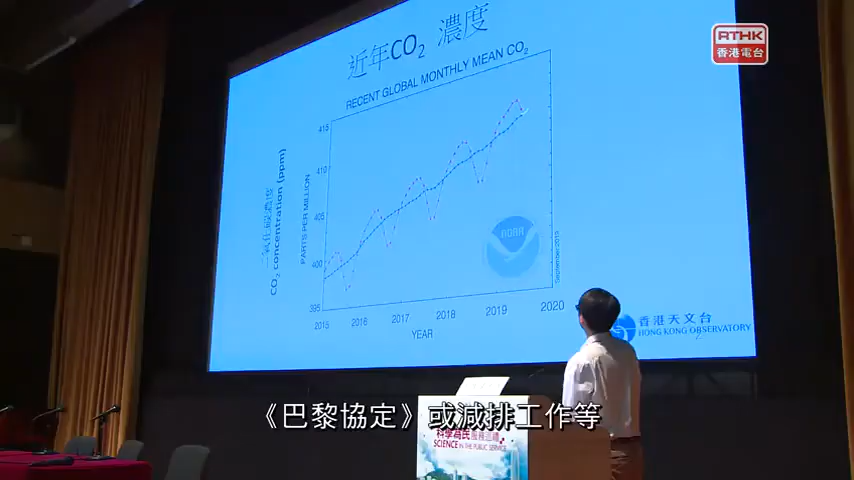 RTHK
香港電台
近年CO₂ 濃度
RECENT GLOBAL MONTHLY MEAN CO₂
415
410
405
400
395
二氧化碳濃度
CO₂ concentration (ppm)
PARTS PER MILLION
NOAA
September 2019
2015 2016 2017 2018 2019 2020
YEAR
香港天文台
HONG KONG OBSERVATORY
2
《巴黎協定》或減排工作等
科學為民服務巡禮
SCIENCE IN THE PUBLIC SERVICE